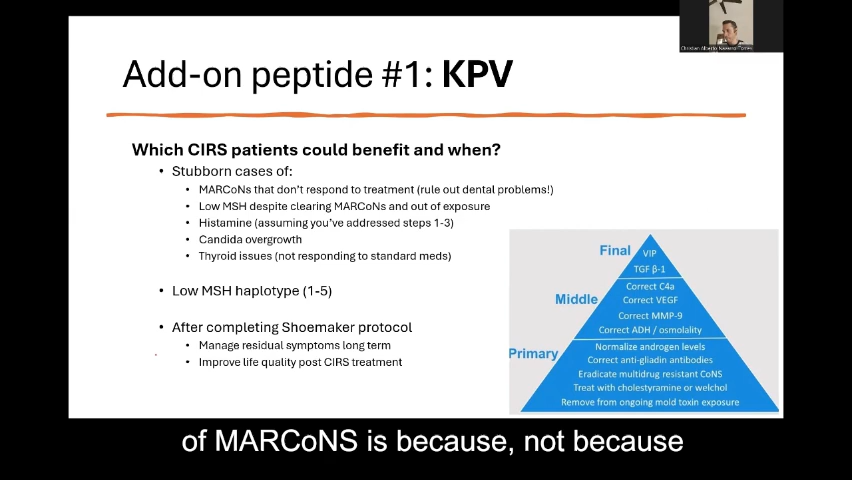 Christian Alberto Navarro Torres
Add-on peptide #1: KPV
Which CIRS patients could benefit and when?
• Stubborn cases of:
• MARCoNs that don't respond to treatment (rule out dental problems!)
• Low MSH despite clearing MARCoNs and out of exposure
• Histamine (assuming you've addressed steps 1-3)
• Candida overgrowth
• Thyroid issues (not responding to standard meds)
• Low MSH haplotype (1-5)
• After completing Shoemaker protocol
• Manage residual symptoms long term
• Improve life quality post CIRS treatment
Final
VIP
TGF β-1
Middle
Correct C4a
Correct VEGF
Correct MMP-9
Correct ADH / osmolality
Primary
Normalize androgen levels
Correct anti-gliadin antibodies
Eradicate multidrug resistant CoNS
Treat with cholestyramine or welchol
Remove from ongoing mold toxin exposure
of MARCoNS is because, not because